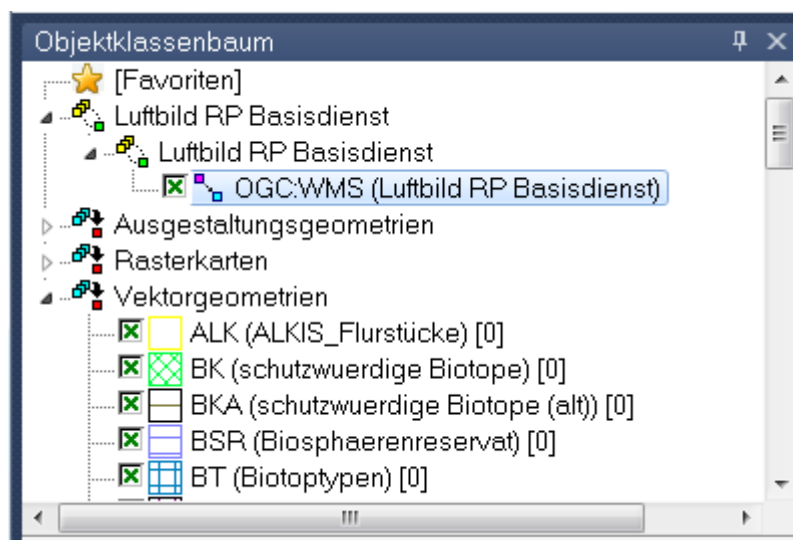 Objektklassenbaum
[Favoriten]
Luftbild RP Basisdienst
Luftbild RP Basisdienst
OGC:WMS (Luftbild RP Basisdienst)
Ausgestaltungsgeometrien
Rasterkarten
Vektorgeometrien
ALK (ALKIS_Flurstücke) [0]
BK (schutzwuerdige Biotope) [0]
BKA (schutzwuerdige Biotope (alt)) [0]
BSR (Biosphaerenreservat) [0]
BT (Biotoptypen) [0]